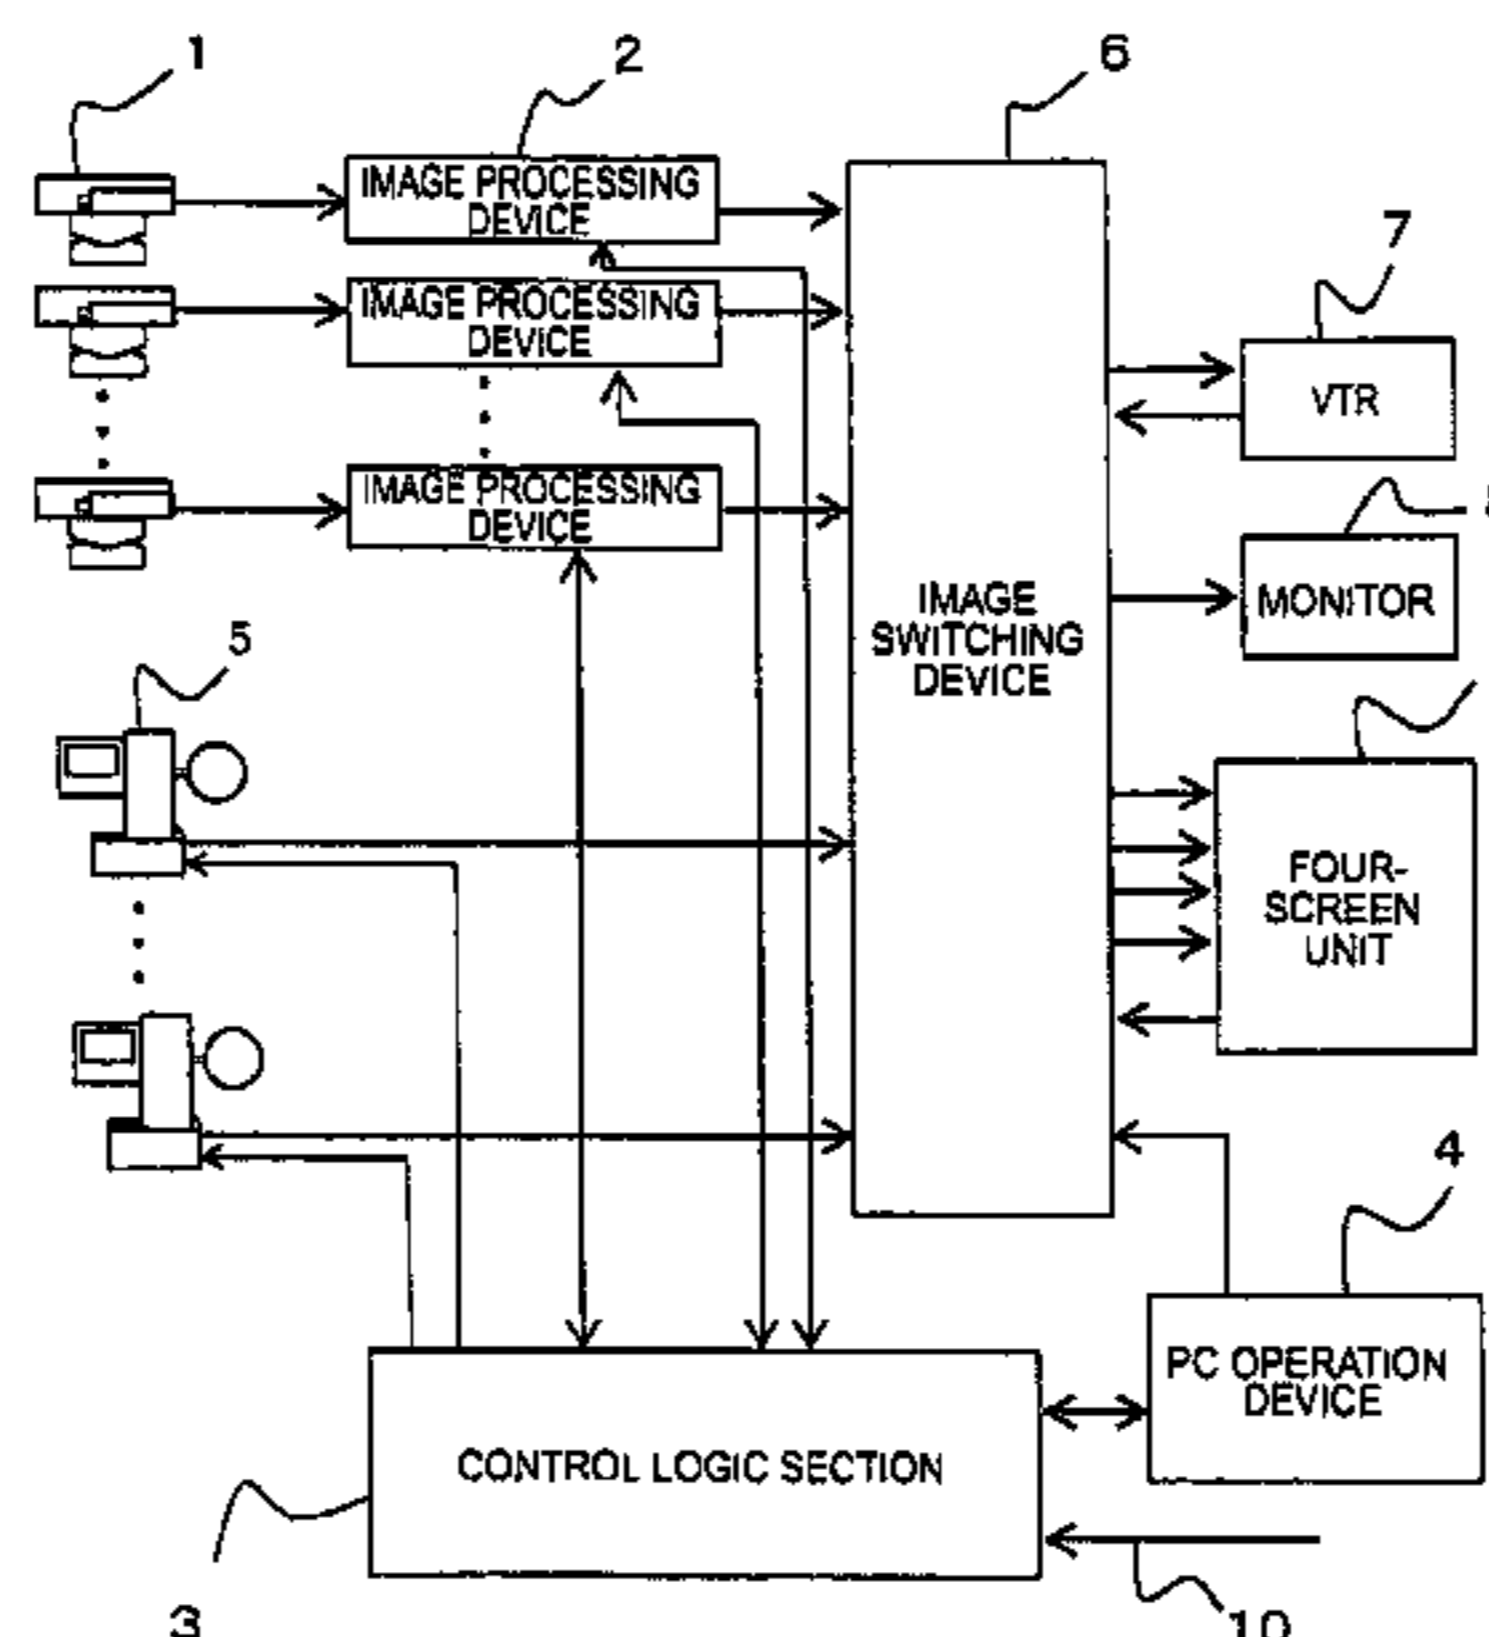 1
2
6
IMAGE PROCESSING
DEVICE
7
IMAGE PROCESSING
DEVICE
VTR
IMAGE PROCESSING
DEVICE
MONITOR
IMAGE
SWITCHING
DEVICE
5
FOUR-
SCREEN
UNIT
4
PC OPERATION
DEVICE
CONTROL LOGIC SECTION
3
10